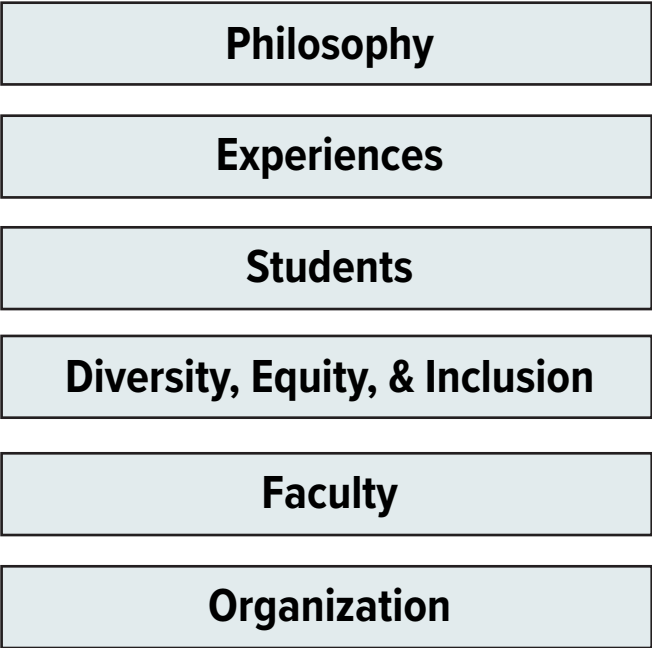 Philosophy
Experiences
Students
Diversity, Equity, & Inclusion
Faculty
Organization